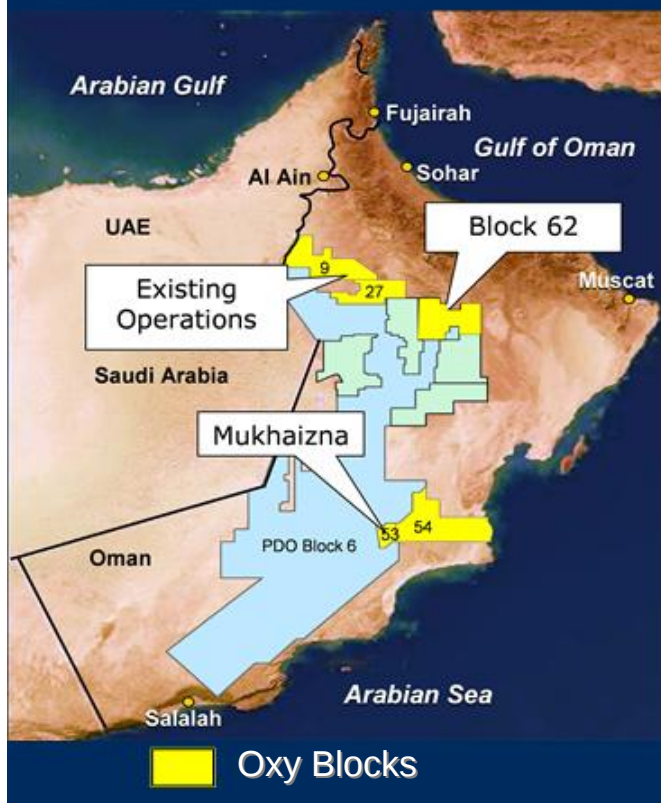 Arabian Gulf
Fujairah
Gulf of Oman
Al Ain
Sohar
UAE
Block 62
9
Muscat
Existing
Operations
27
Saudi Arabia
Mukhaizna
54
53
PDO Block 6
Oman
Arabian Sea
Salalah
Oxy Blocks